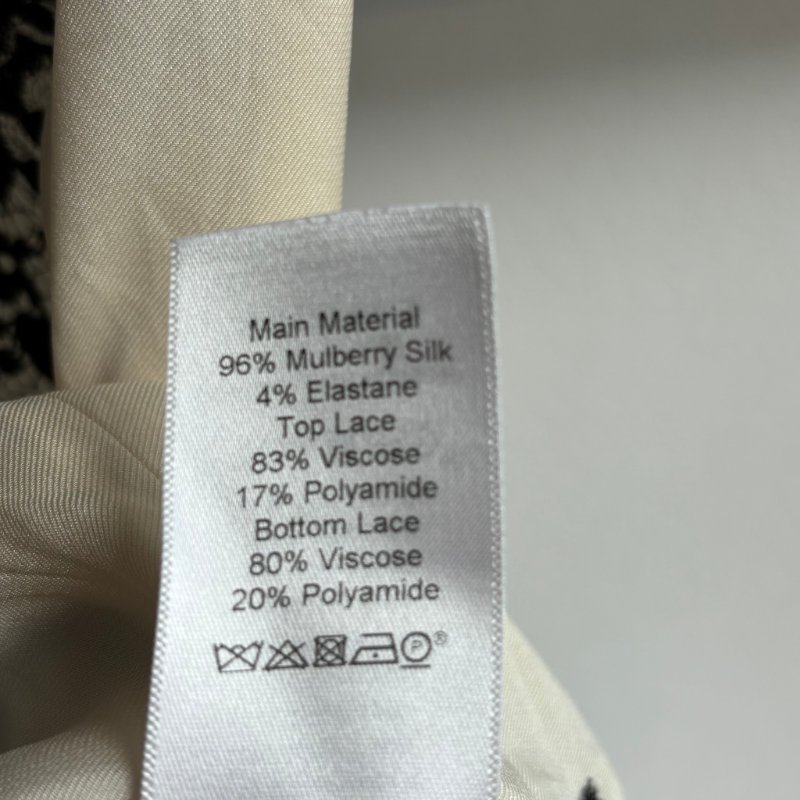 Main Material
96% Mulberry Silk
4% Elastane
Top Lace
83% Viscose
17% Polyamide
Bottom Lace
80% Viscose
20% Polyamide
P®